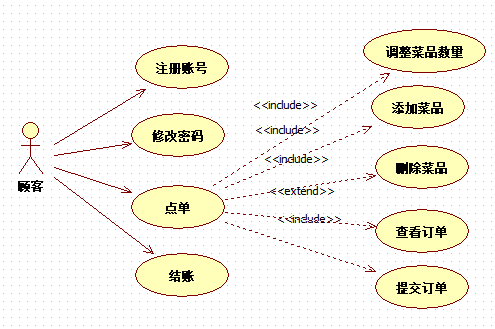 调整菜品数量
注册账号
<<include>>
添加菜品
<<include>>
修改密码
<<include>>
删除菜品
顾客
<<extend>>
点单
<<include>>
查看订单
结账
提交订单